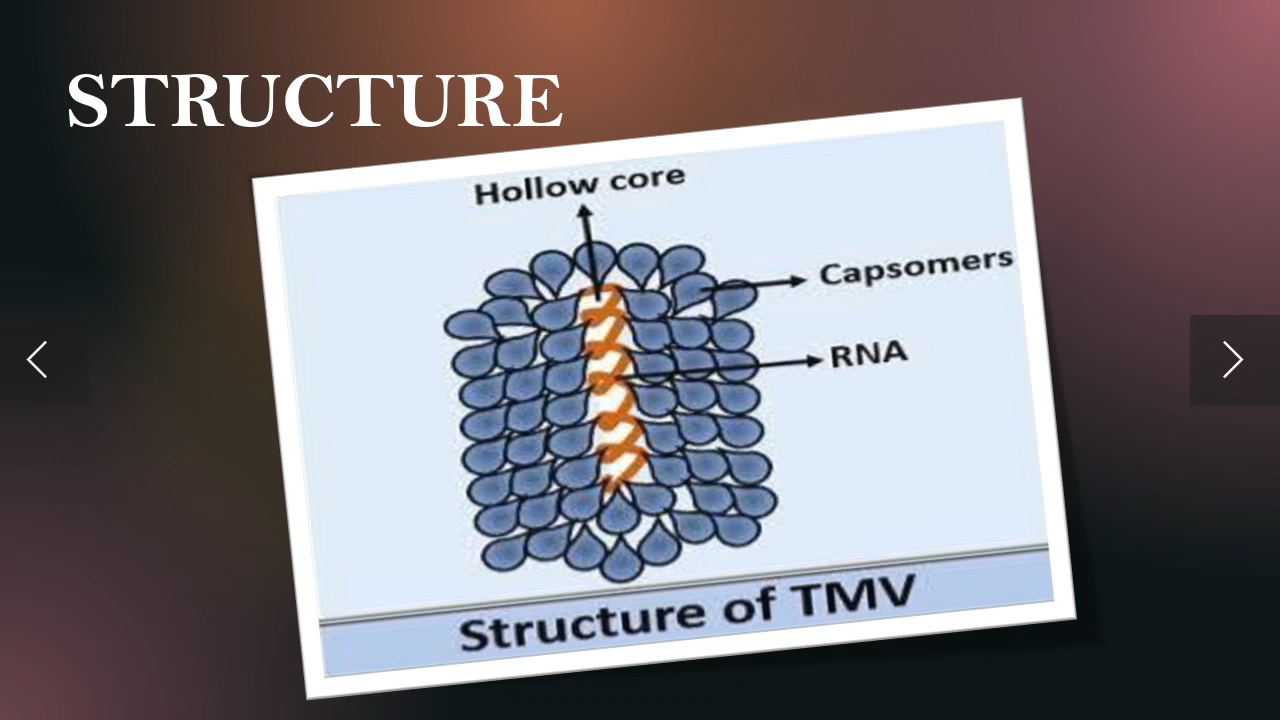 STRUCTURE
Hollow core
Capsomers
RNA
Structure of TMV